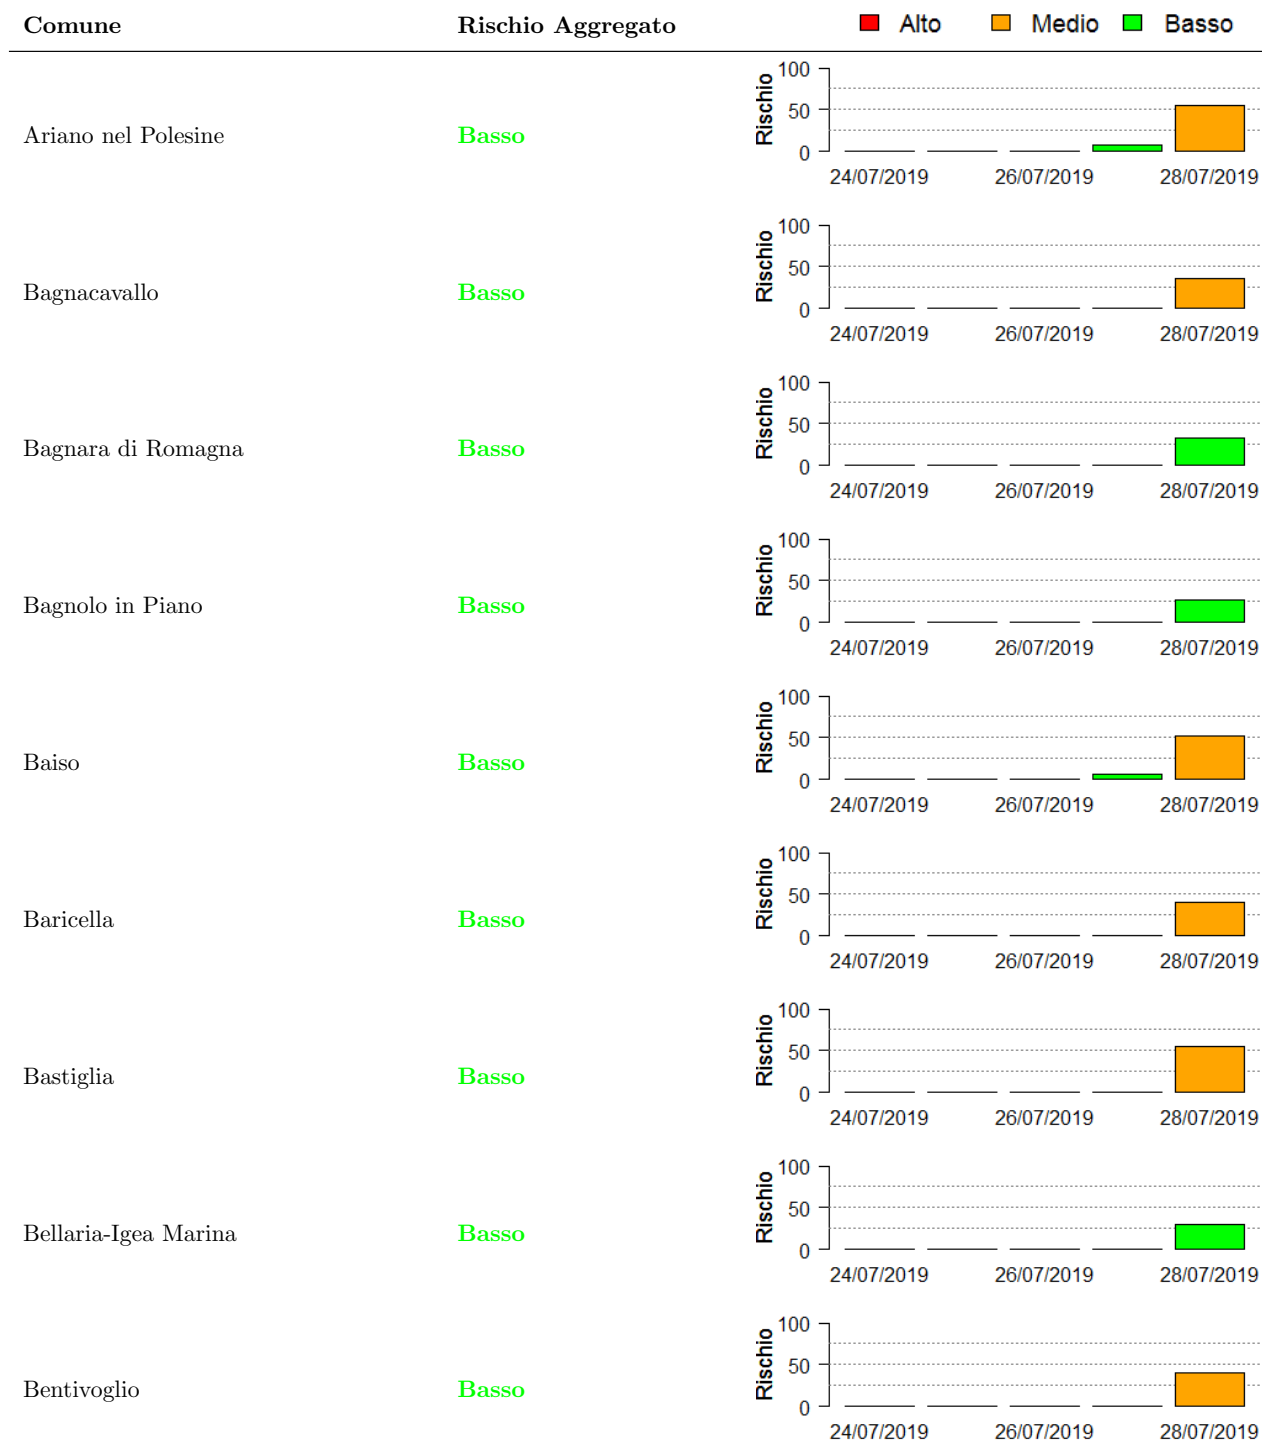 Comune Rischio Aggregato Alto Medio Basso
Ariano nel Polesine Basso
Rischio
100
50
0
24/07/2019 26/07/2019 28/07/2019
Bagnacavallo Basso
Rischio
100
50
0
24/07/2019 26/07/2019 28/07/2019
Bagnara di Romagna Basso
Rischio
100
50
0
24/07/2019 26/07/2019 28/07/2019
Bagnolo in Piano Basso
Rischio
100
50
0
24/07/2019 26/07/2019 28/07/2019
Baiso Basso
Rischio
100
50
0
24/07/2019 26/07/2019 28/07/2019
Baricella Basso
Rischio
100
50
0
24/07/2019 26/07/2019 28/07/2019
Bastiglia Basso
Rischio
100
50
0
24/07/2019 26/07/2019 28/07/2019
Bellaria-Igea Marina Basso
Rischio
100
50
0
24/07/2019 26/07/2019 28/07/2019
Bentivoglio Basso
Rischio
100
50
0
24/07/2019 26/07/2019 28/07/2019